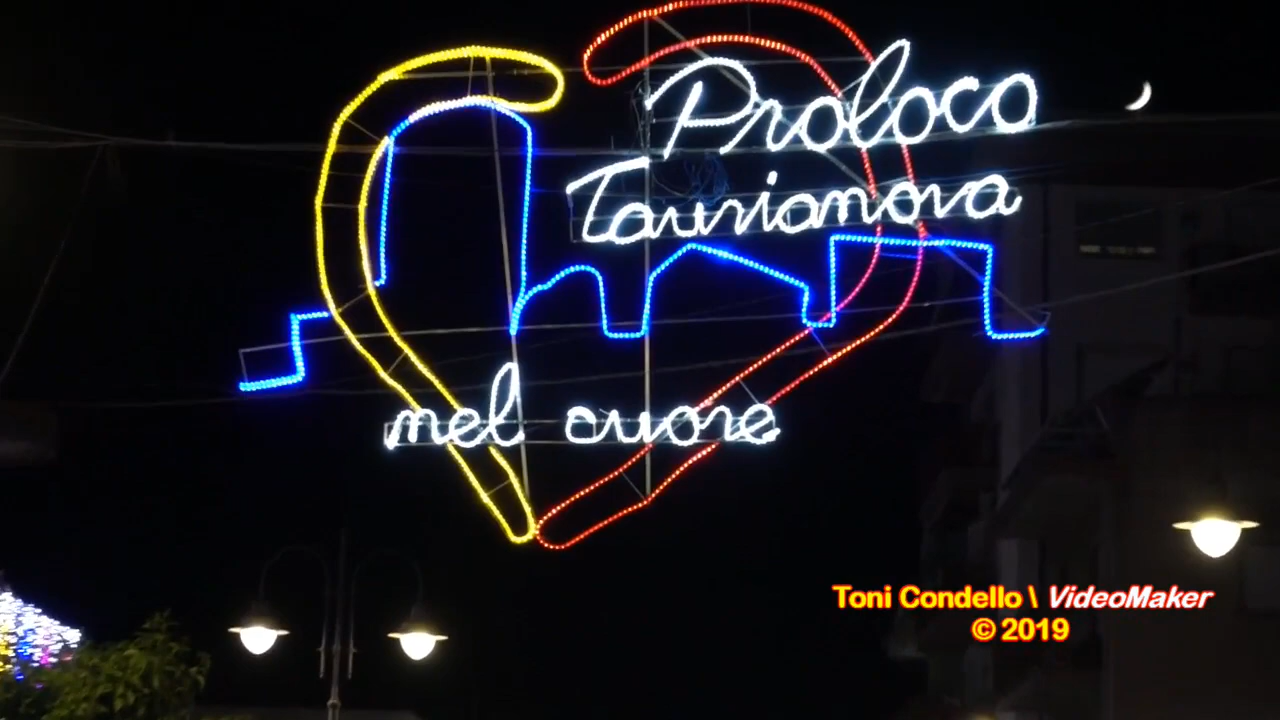 Proloco
Taurianova
nel cuore
Toni Condello \ VideoMaker
© 2019